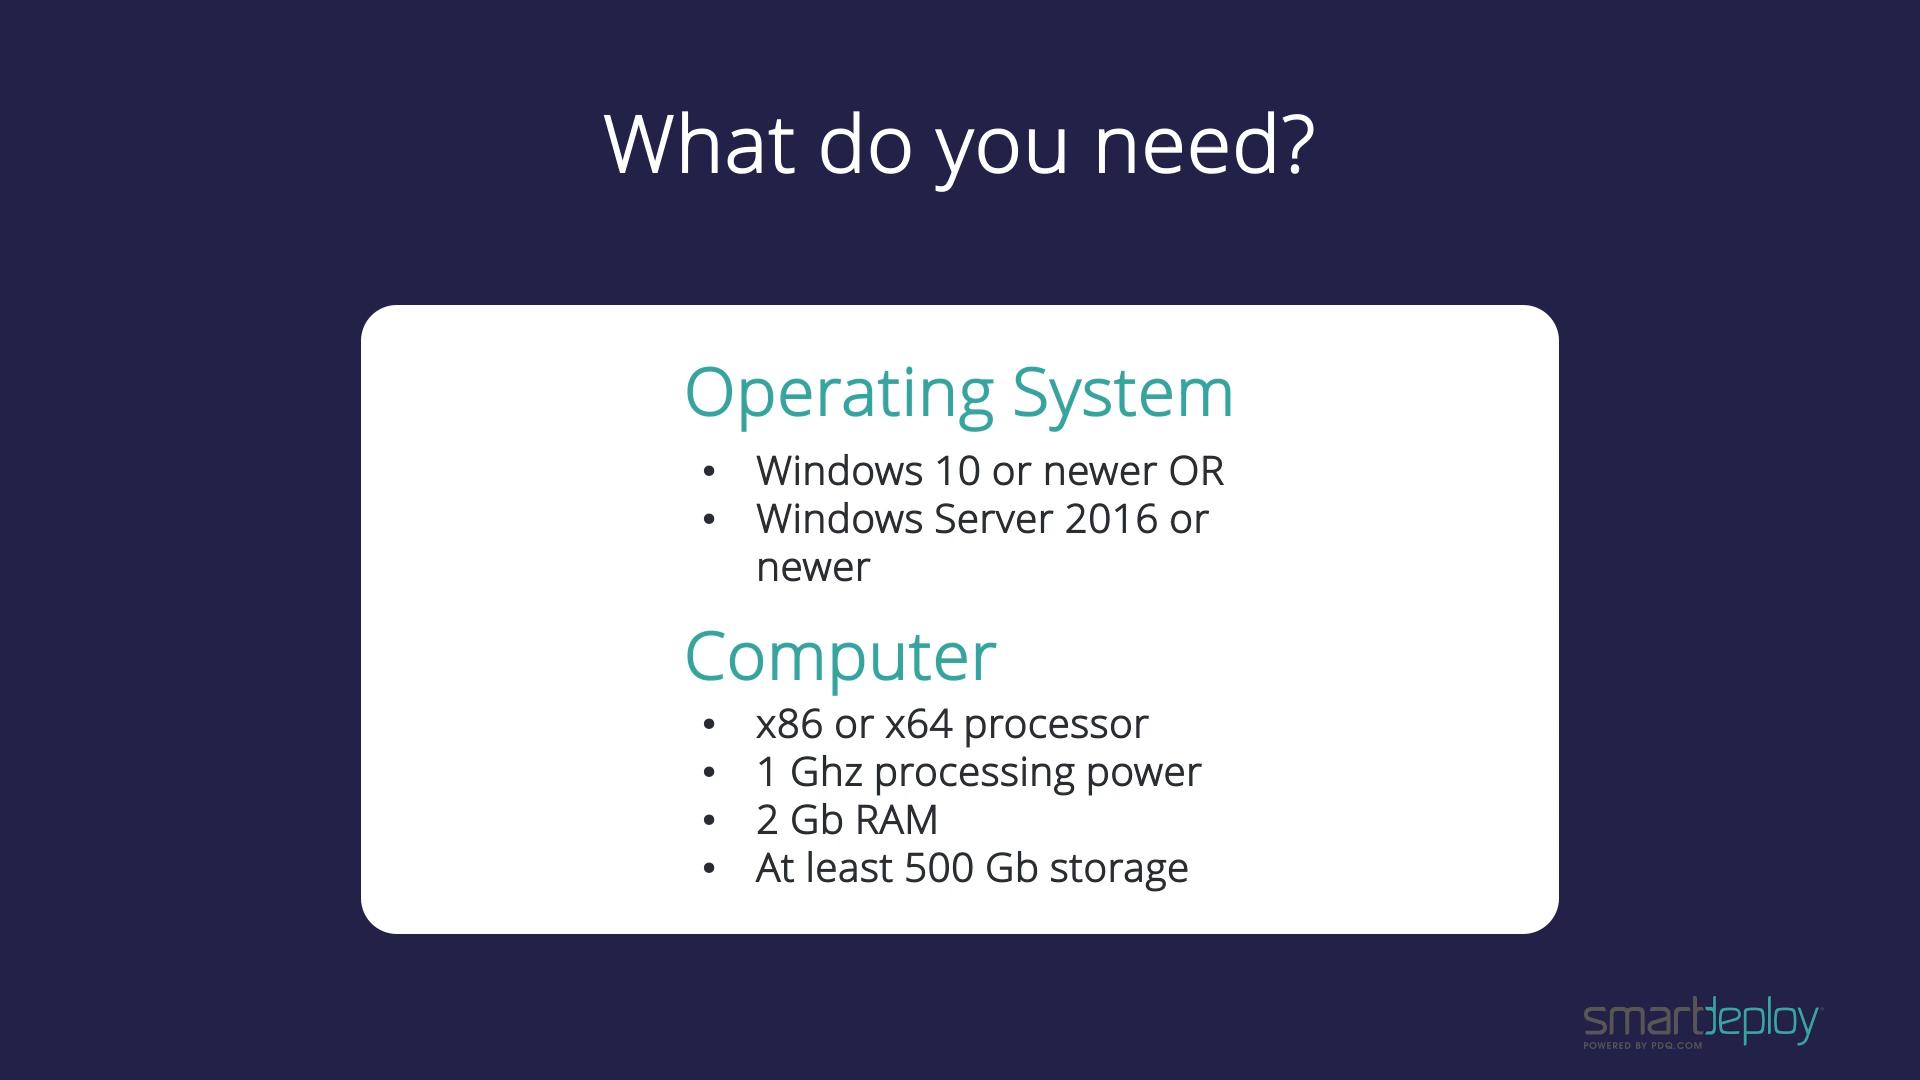 What do you need?
Operating System
• Windows 10 or newer OR
• Windows Server 2016 or
newer
Computer
• x86 or x64 processor
• 1 Ghz processing power
• 2 Gb RAM
• At least 500 Gb storage
smartdeploy
POWERED BY PDQ.COM